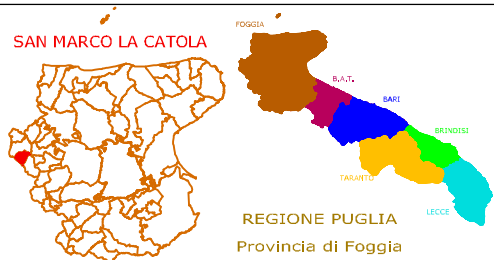 FOGGIA
SAN MARCO LA CATOLA
B.A.T.
BARI
BRINDISI
TARANTO
LECCE
REGIONE PUGLIA
Provincia di Foggia